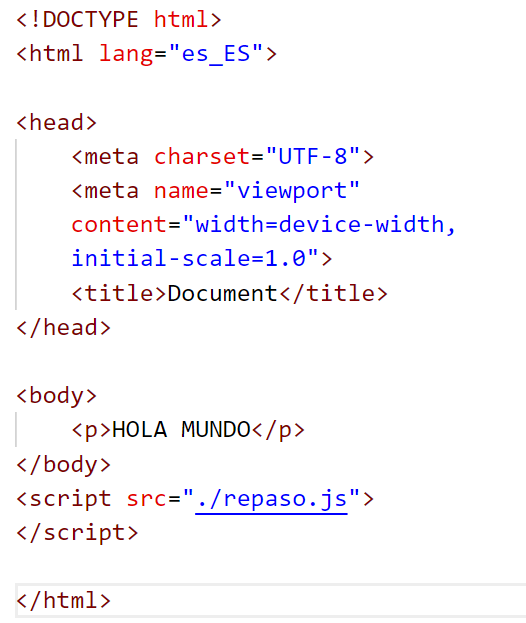 <!DOCTYPE html>
<html lang="es_ES">
<head>
<meta charset="UTF-8">
<meta name="viewport"
content="width=device-width,
initial-scale=1.0">
<title>Document</title>
</head>
<body>
<p>HOLA MUNDO</p>
</body>
<script src="./repaso.js">
</script>
</html>